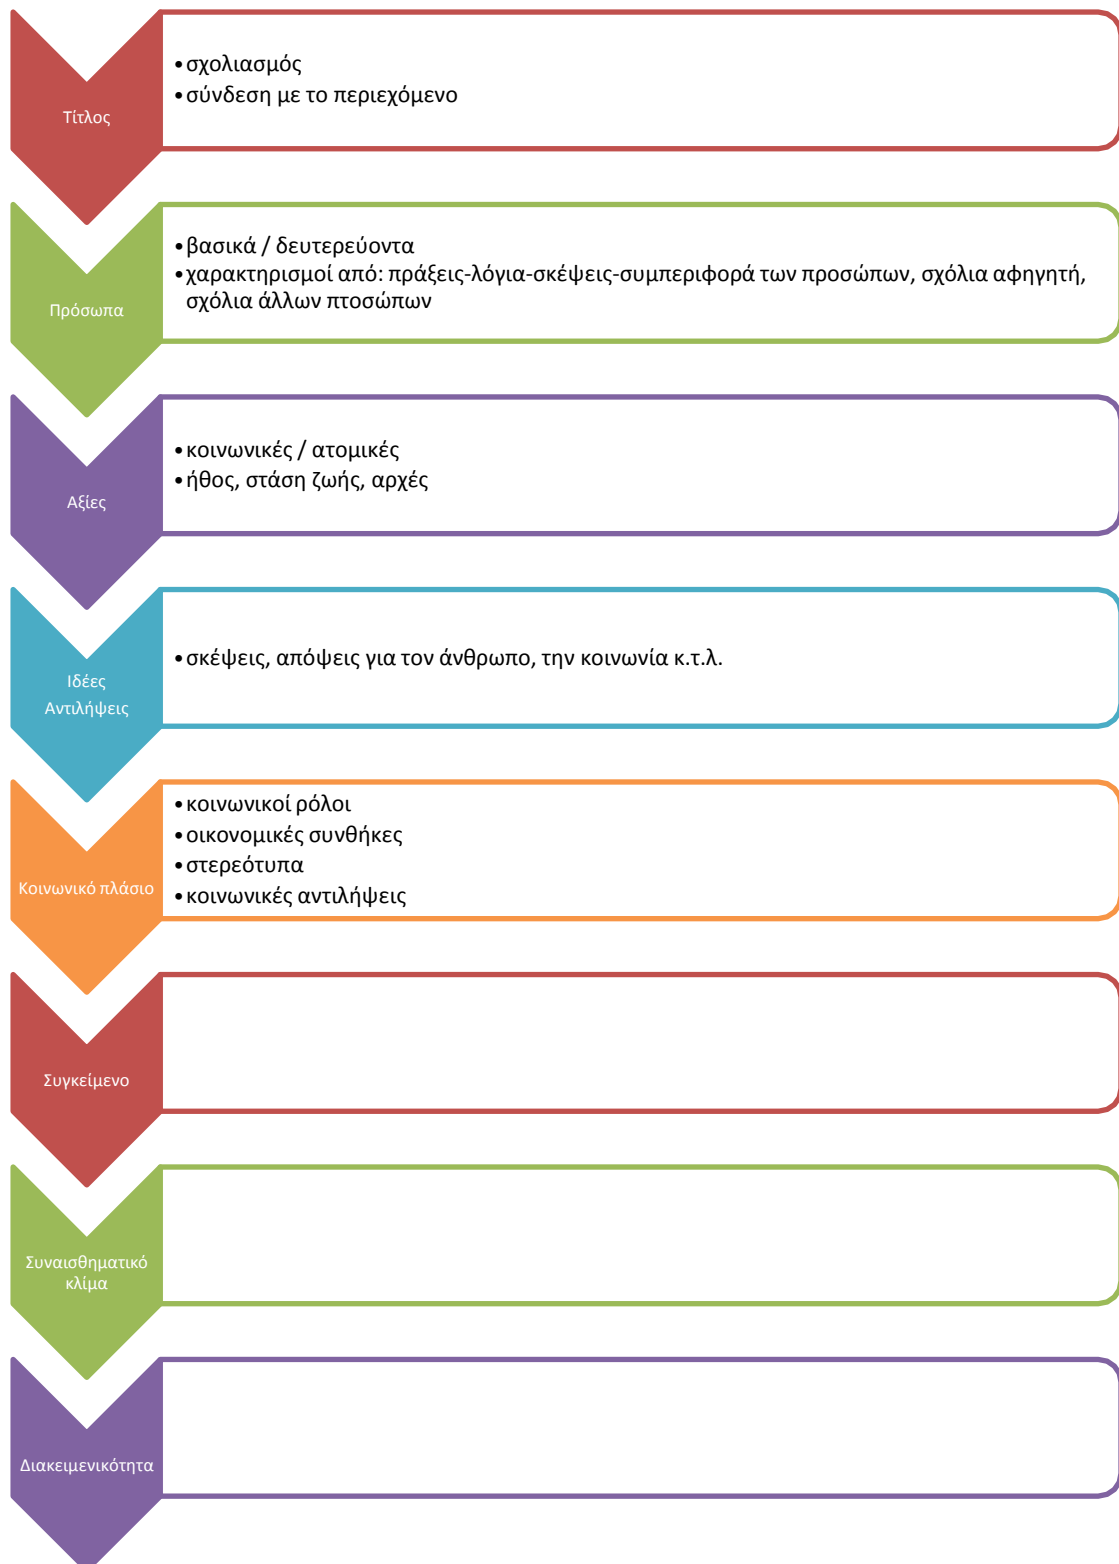 Τίτλος
•σχολιασμός
•σύνδεση με το περιεχόμενο
Πρόσωπα
•βασικά / δευτερεύοντα
•χαρακτηρισμοί από: πράξεις-λόγια-σκέψεις-συμπεριφορά των προσώπων, σχόλια αφηγητή,
σχόλια άλλων πτοσώπων
Αξίες
•κοινωνικές / ατομικές
•ήθος, στάση ζωής, αρχές
Ιδέες
Αντιλήψεις
•σκέψεις, απόψεις για τον άνθρωπο, την κοινωνία κ.τ.λ.
Κοινωνικό πλάσιο
•κοινωνικοί ρόλοι
•οικονομικές συνθήκες
•στερεότυπα
•κοινωνικές αντιλήψεις
Συγκείμενο
Συναισθηματικό
κλίμα
Διακειμενικότητα